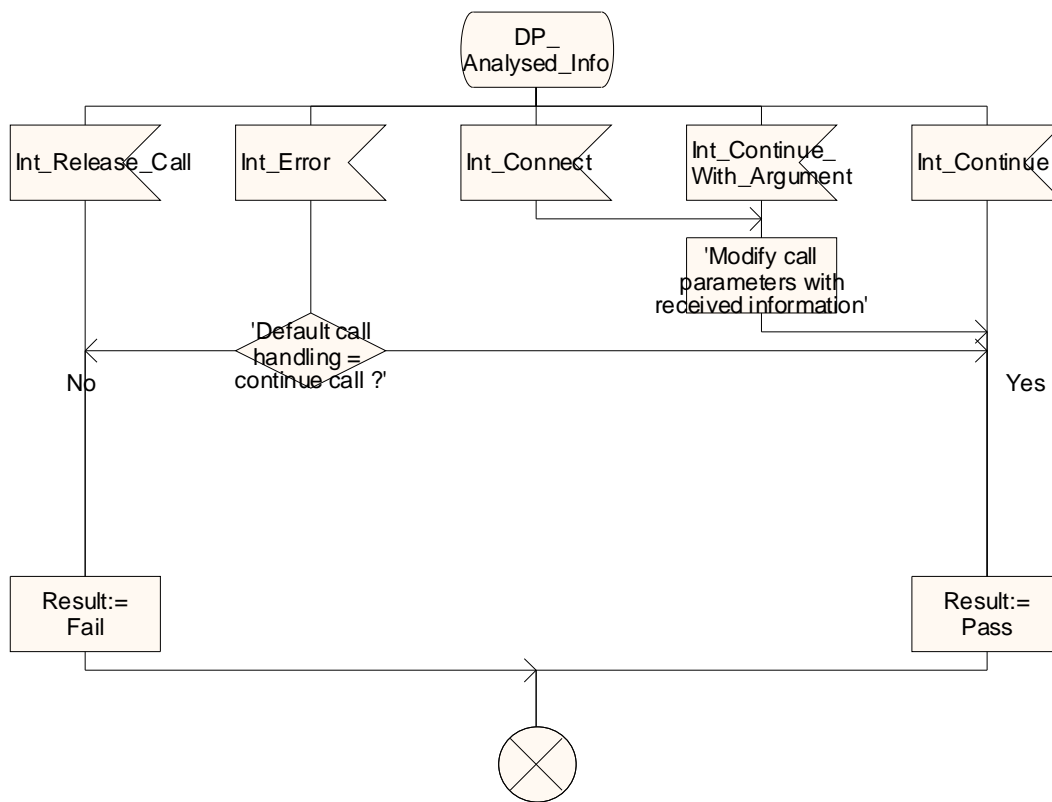 DP_
Analysed_Info
Int_Release_Call
Int_Error
Int_Connect
Int_Continue_
With_Argument
Int_Continue
'Modify call
parameters with
received information'
'Default call
handling =
continue call ?'
No
Yes
Result:=
Fail
Result:=
Pass